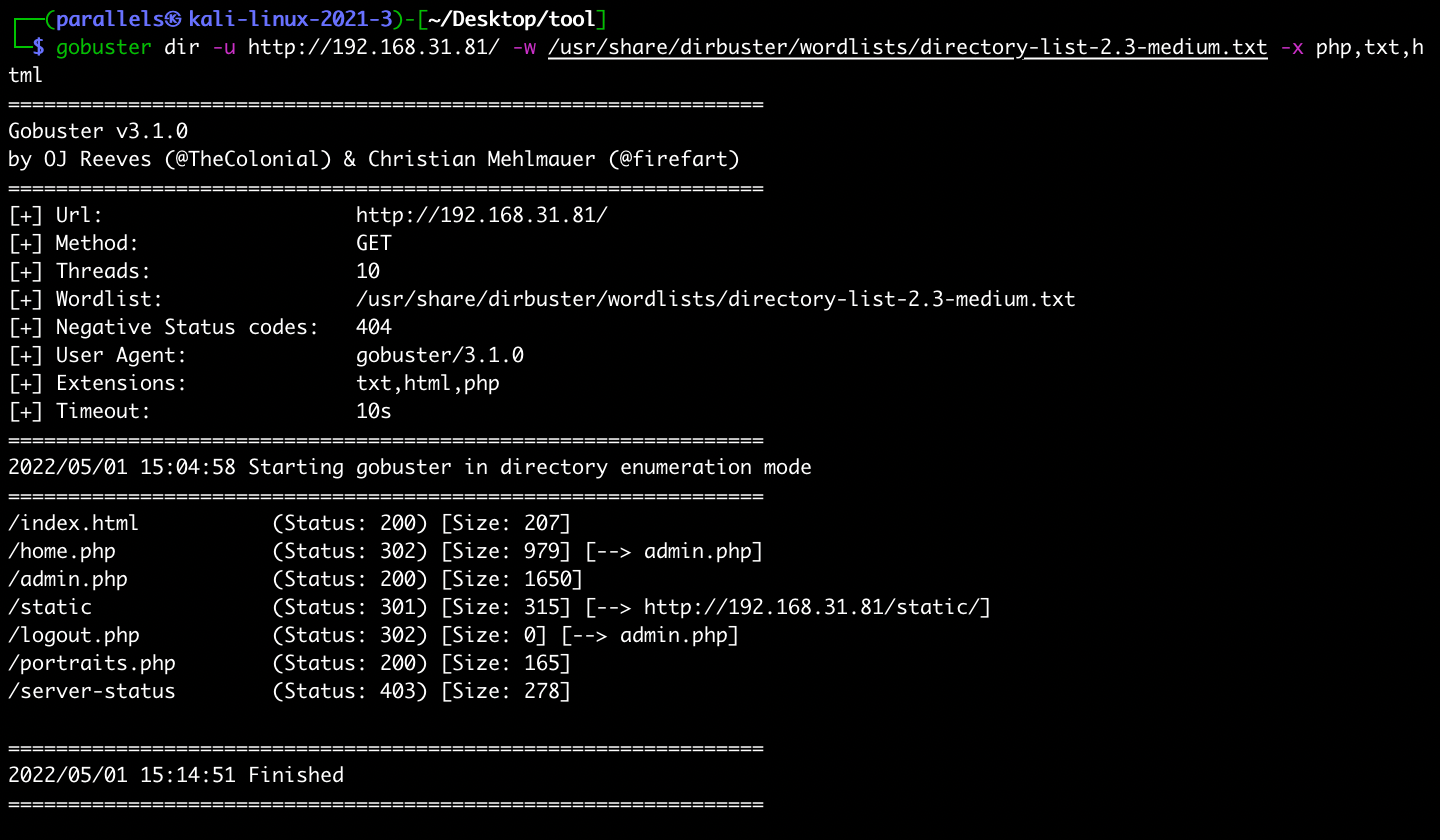 ┌──(parallels㉿kali-linux-2021-3)-[~/Desktop/tool]
└─$ gobuster dir -u http://192.168.31.81/ -w /usr/share/dirbuster/wordlists/directory-list-2.3-medium.txt -x php,txt,h
tml
===============================================================
Gobuster v3.1.0
by OJ Reeves (@TheColonial) & Christian Mehlmauer (@firefart)
===============================================================
[+] Url:                     http://192.168.31.81/
[+] Method:                  GET
[+] Threads:                 10
[+] Wordlist:                /usr/share/dirbuster/wordlists/directory-list-2.3-medium.txt
[+] Negative Status codes:   404
[+] User Agent:              gobuster/3.1.0
[+] Extensions:              txt,html,php
[+] Timeout:                 10s
===============================================================
2022/05/01 15:04:58 Starting gobuster in directory enumeration mode
===============================================================
/index.html           (Status: 200) [Size: 207]
/home.php             (Status: 302) [Size: 979] [--> admin.php]
/admin.php            (Status: 200) [Size: 1650]
/static               (Status: 301) [Size: 315] [--> http://192.168.31.81/static/]
/logout.php           (Status: 302) [Size: 0] [--> admin.php]
/portraits.php        (Status: 200) [Size: 165]
/server-status        (Status: 403) [Size: 278]
===============================================================
2022/05/01 15:14:51 Finished
===============================================================